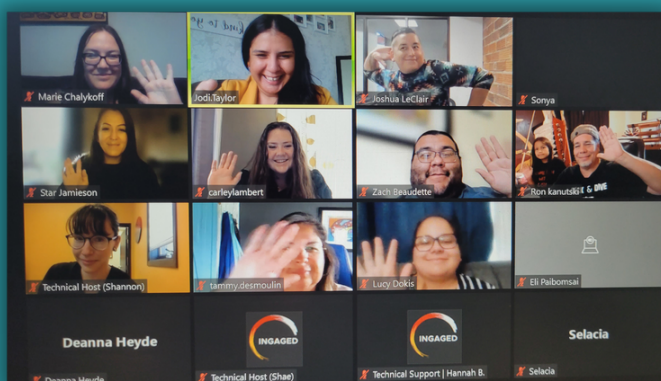 Marie Chalykoff
Jodi Taylor
Joshua LeClair
Sonya
Star Jamieson
carleylambert
Zach Beaudette
Ron kanutski
& DIVE
Technical Host (Shannon)
tammy.desmoulin
Lucy Dokis
Eli Paibomsai
Deanna Heyde
INGAGED
INGAGED
Selacia
Deanna Heyde
Technical Host (Shae)
Technical Support | Hannah B.
Selacia